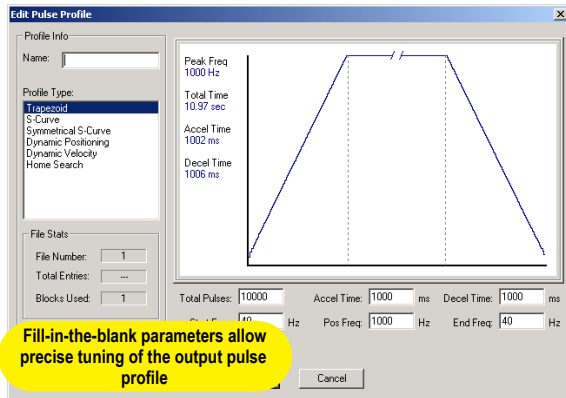 Edit Pulse Profile
Profile Info
Name:
Profile Type:
Trapezoid
S-Curve
Symmetrical S-Curve
Dynamic Positioning
Dynamic Velocity
Home Search
File Stats
File Number: 1
Total Entries: ---
Blocks Used: 1
Peak Freq
1000 Hz
Total Time
10.97 sec
Accel Time
1002 ms
Decel Time
1006 ms
Total Pulses: 10000 Accel Time: 1000 ms Decel Time: 1000 ms
40 Hz Pos Freq: 1000 Hz End Freq: 40 Hz
Fill-in-the-blank parameters allow
precise tuning of the output pulse
profile
Cancel